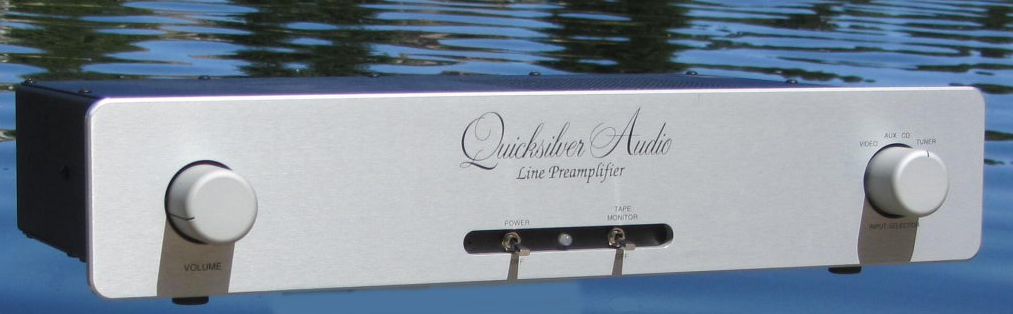 Quicksilver Audio
Line Preamplifier
VIDEO AUX CD TUNER
POWER
TAPE
MONITOR
INPUT SELECTOR
VOLUME